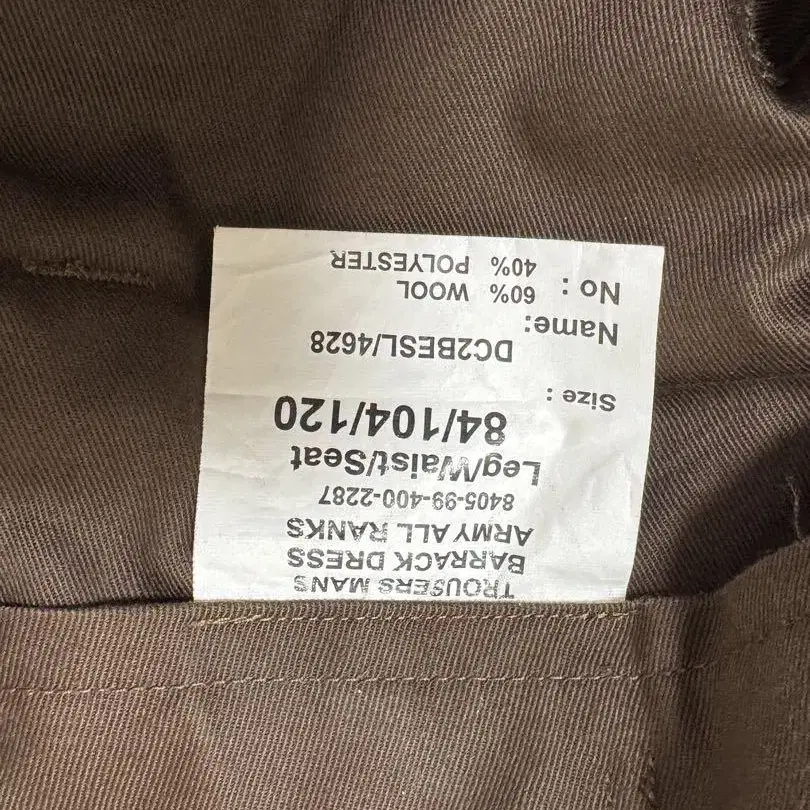 TROUSERS MAN'S
BARRACK DRESS
ARMY ALL RANKS
8405-99-400-2287
Leg/Waist/Seat
84/104/120
Size :
DC2BESL/4628
Name:
60% WOOL
No :
40% POLYESTER